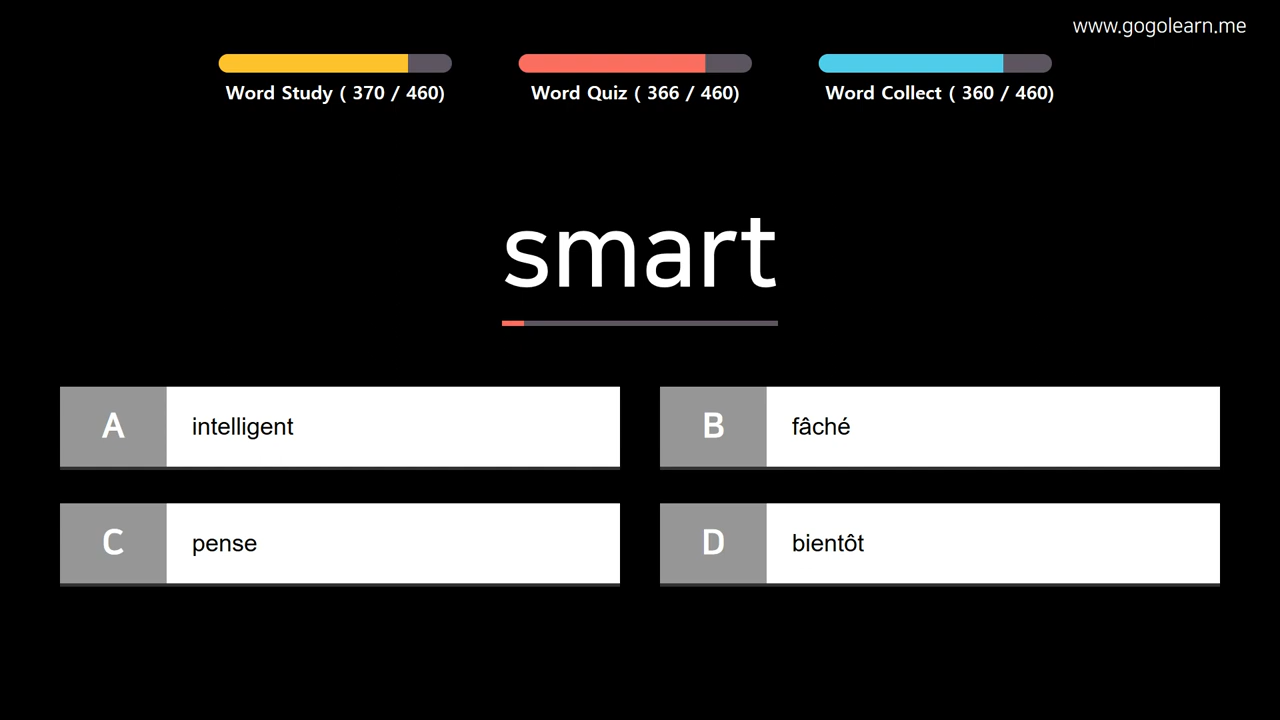 www.gogolearn.me
Word Study ( 370 / 460)
Word Quiz ( 366 / 460)
Word Collect ( 360 / 460)
smart
A intelligent
B fâché
C pense
D bientôt